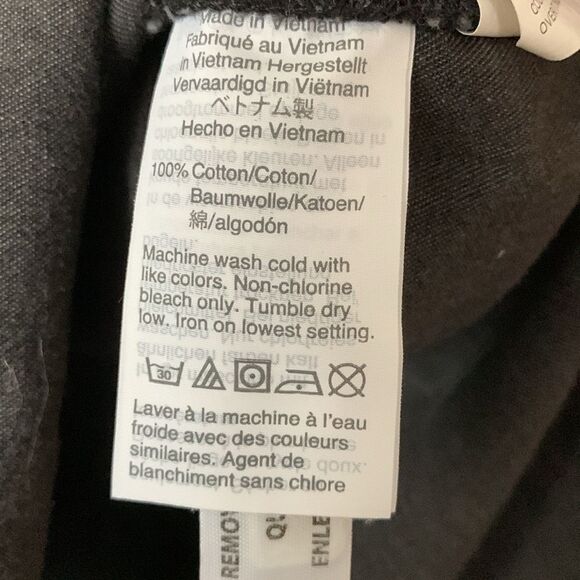 Made in Vietnam
Fabriqué au Vietnam
in Vietnam Hergestellt
Vervaardigd in Viëtnam
ベトナム製
Hecho en Vietnam
100% Cotton/Coton/
Baumwolle/Katoen/
綿/algodón
Machine wash cold with
like colors. Non-chlorine
bleach only. Tumble dry
low. Iron on lowest setting.
30
Laver à la machine à l'eau
froide avec des couleurs
similaires. Agent de
blanchiment sans chlore
REMOV
ENLE